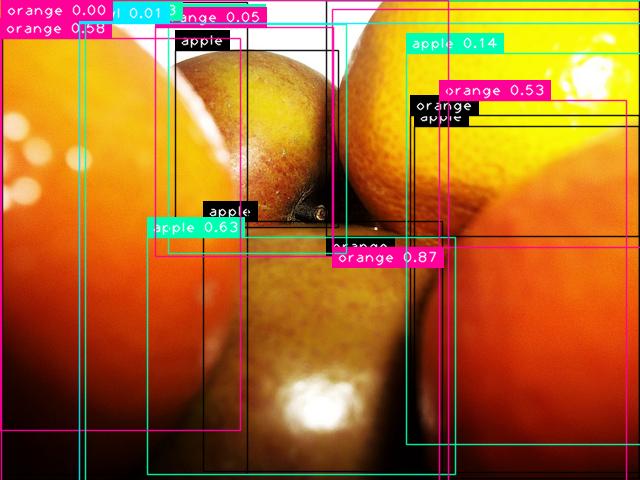 orange 0.00
orange 0.58
0.01
orange 0.05
apple
apple 0.14
orange 0.53
orange
apple
apple
apple 0.63
orange
orange 0.87